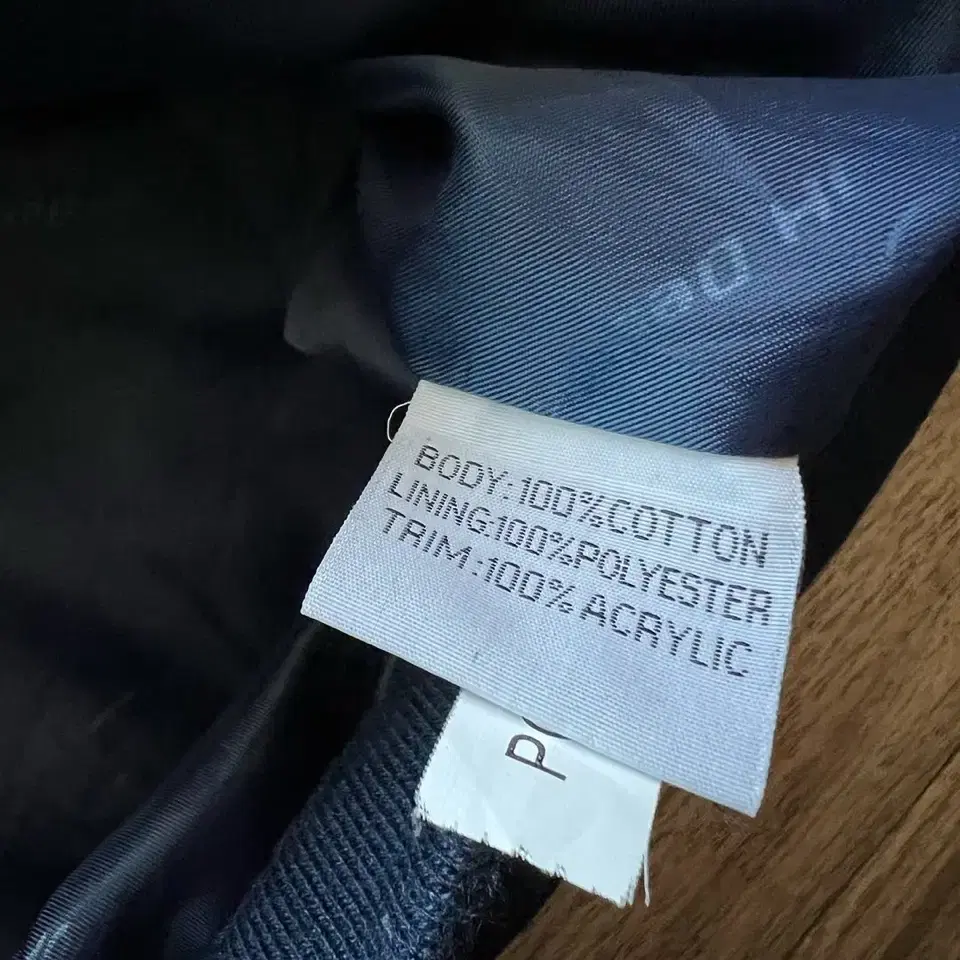 BODY:100%COTTON
LINING:100%POLYESTER
TRIM:100% ACRYLIC